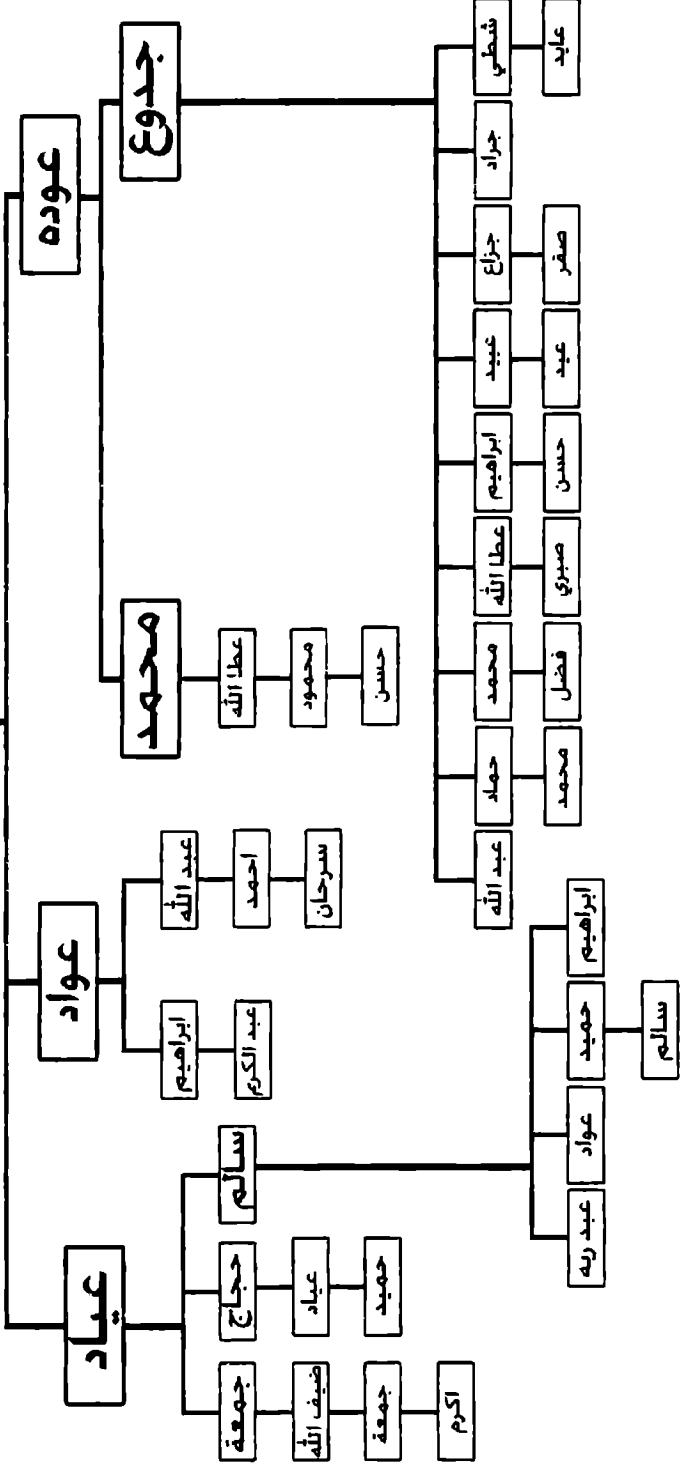 عوده
عواد
عياد
جدوع
محمد
شطي
جراد
جزاع
عبيد
ابراهيم
عطا الله
محمد
حماد
عبد الله
عابد
صقر
عيد
حسن
صبري
فضل
محمد
عطا الله
محمود
حسن
عبد الله
احمد
سرحان
ابراهيم
عبد الكرم
سالم
حجاج
جمعة
ابراهيم
حميد
عواد
عبد ربه
سالم
عياد
حميد
ضيف الله
جمعة
اكرم